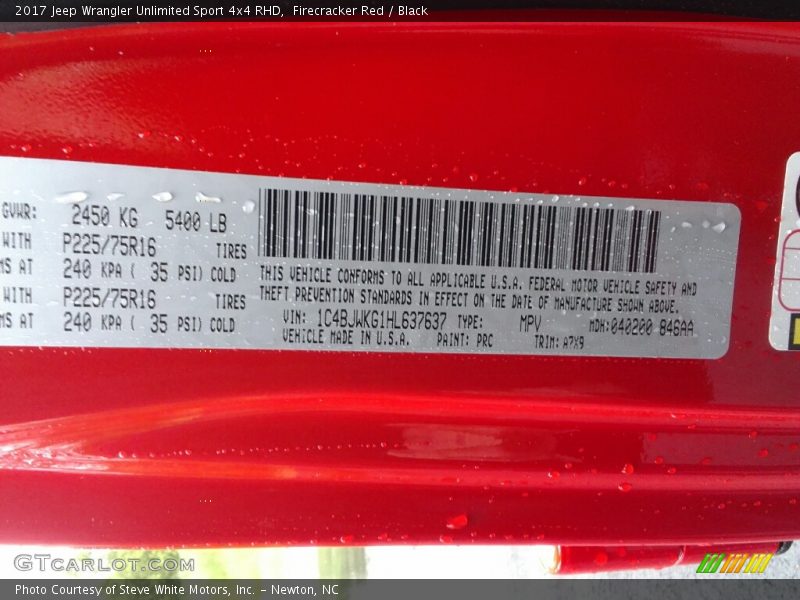 2017 Jeep Wrangler Unlimited Sport 4x4 RHD,  Firecracker Red / Black
GVWR: 2450 KG 5400 LB
WITH P225/75R16 TIRES
MS AT 240 KPA ( 35 PSI) COLD
WITH P225/75R16 TIRES
MS AT 240 KPA ( 35 PSI) COLD
THIS VEHICLE CONFORMS TO ALL APPLICABLE U.S.A. FEDERAL MOTOR VEHICLE SAFETY AND
THEFT PREVENTION STANDARDS IN EFFECT ON THE DATE OF MANUFACTURE SHOWN ABOVE.
VIN: 1C4BJWKG1HL637637 TYPE: MPV MDH:040200 846AA
VEHICLE MADE IN U.S.A. PAINT: PRC TRIM: A7X9
GTCarLot.com
Photo Courtesy of Steve White Motors, Inc. – Newton, NC